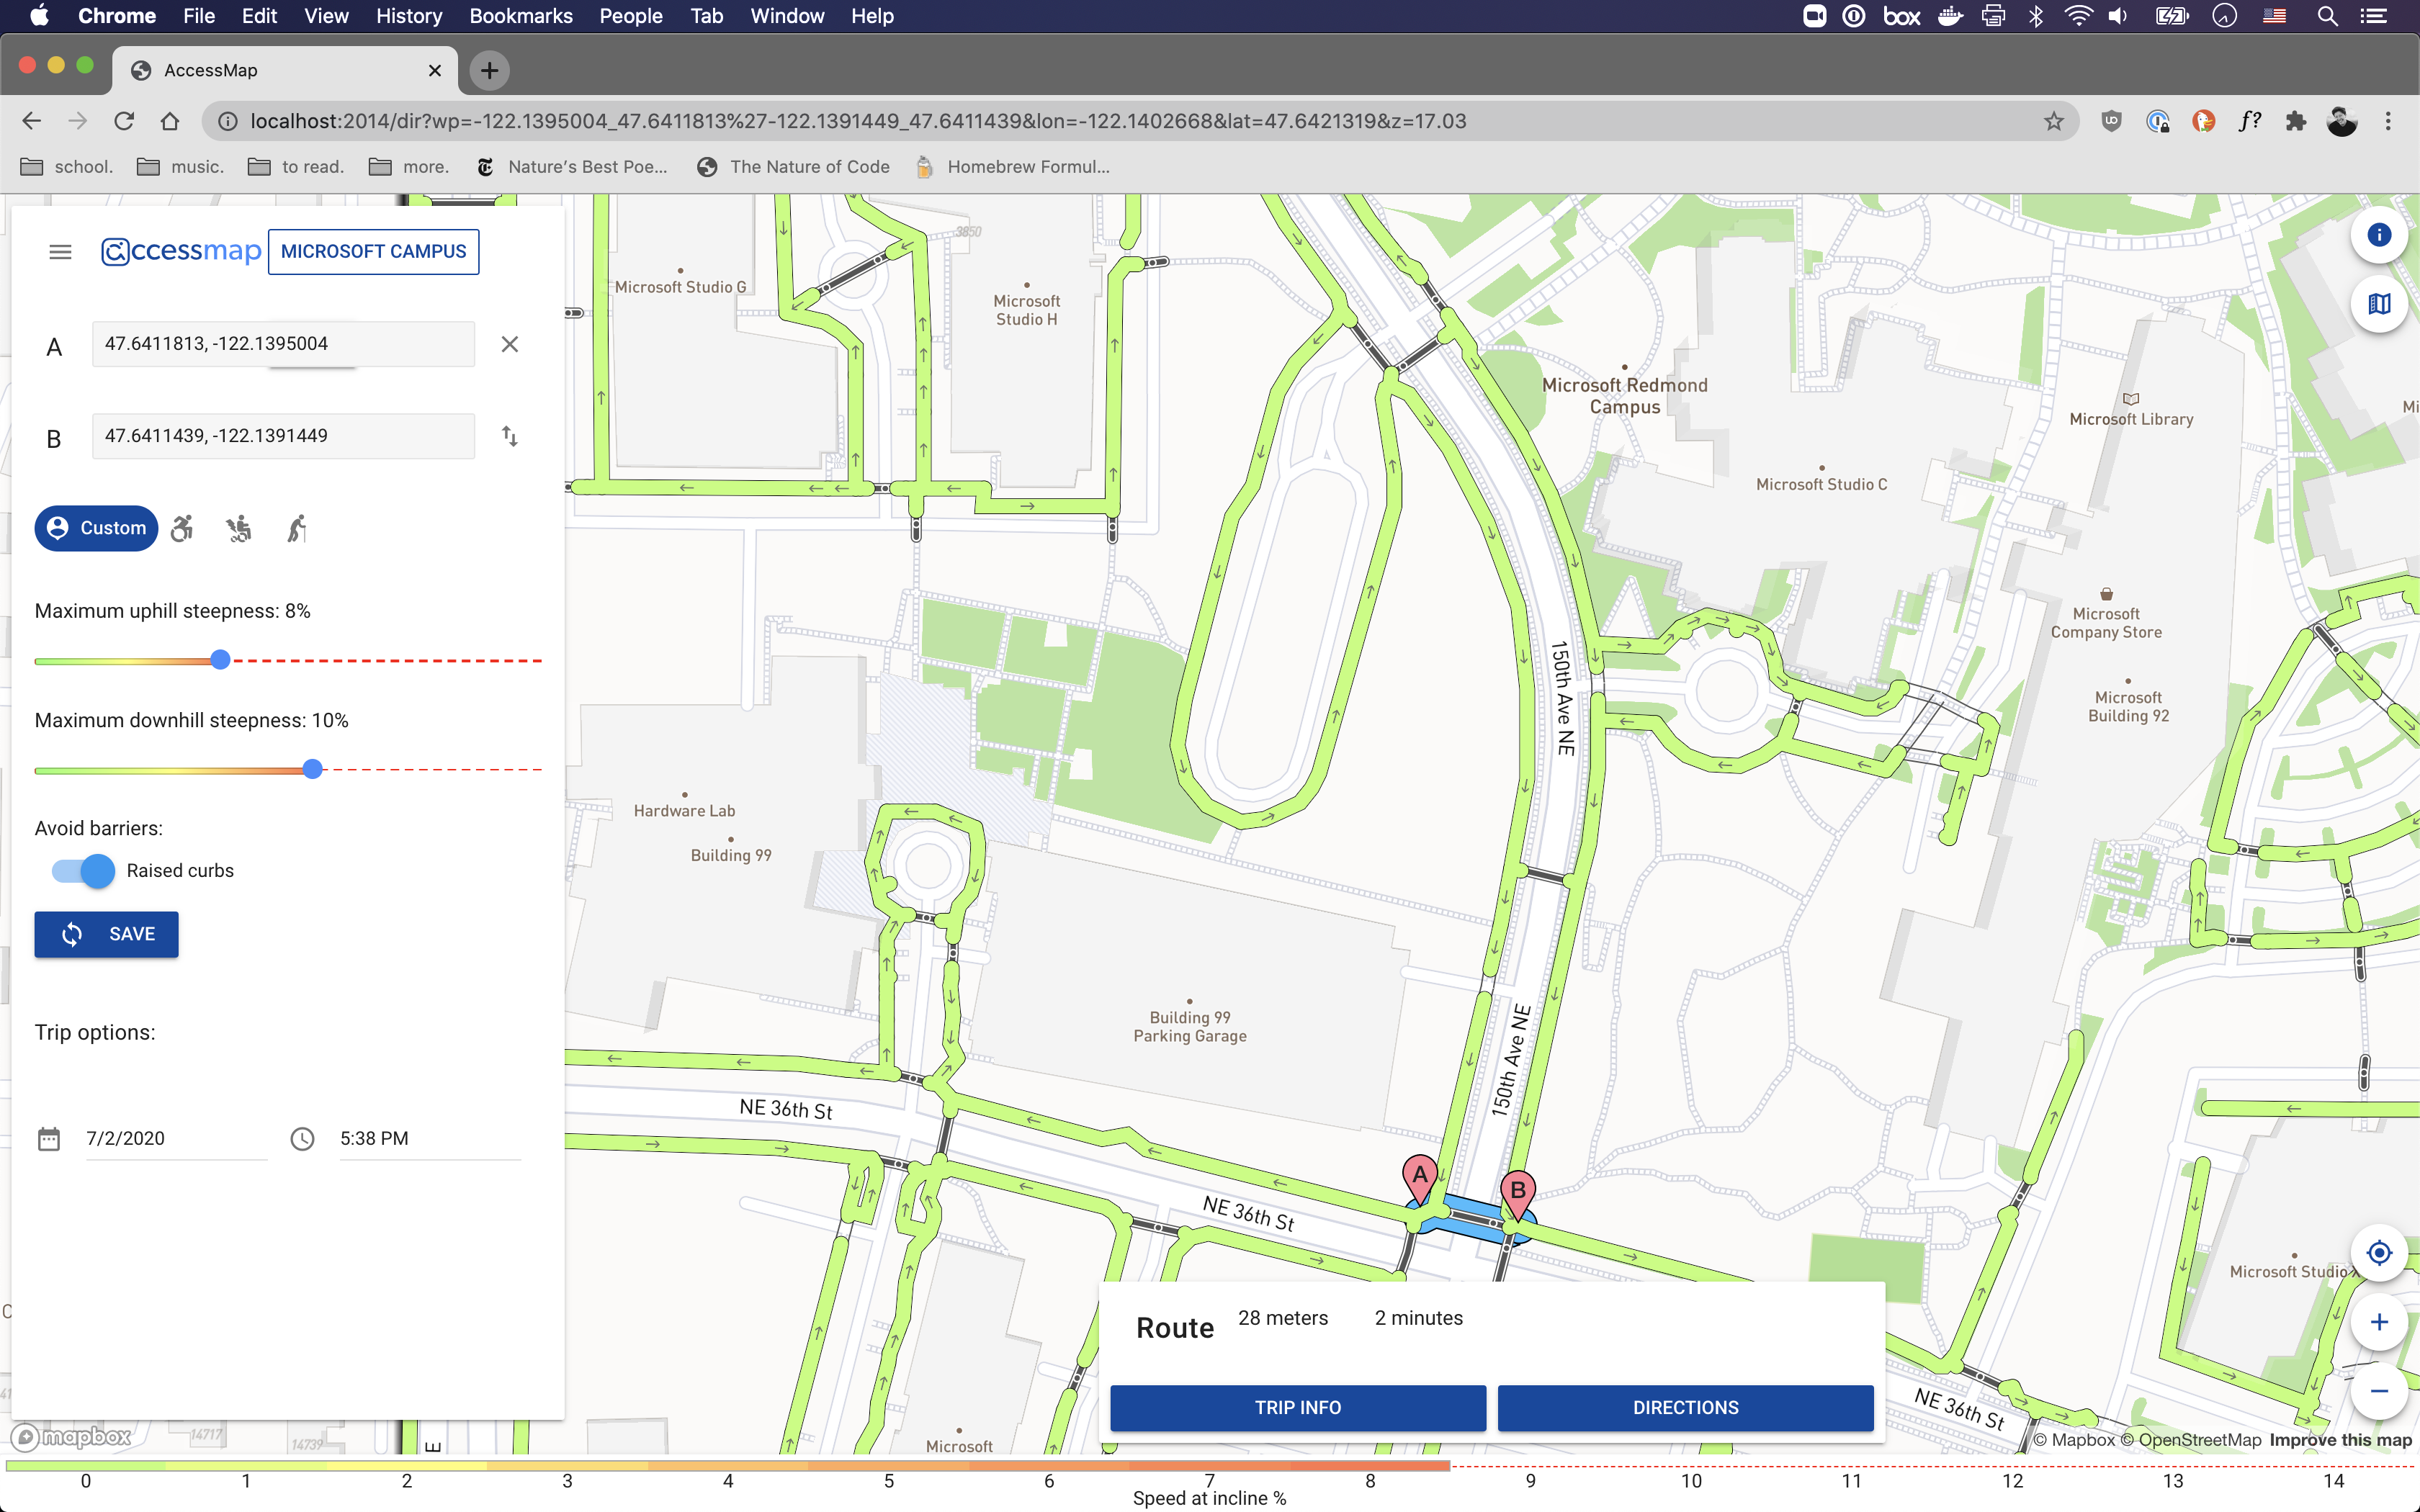 Chrome File Edit View History Bookmarks People Tab Window Help
box
AccessMap
localhost:2014/dir?wp=-122.1395004_47.6411813%27-122.1391449_47.6411439&lon=-122.1402668&lat=47.6421319&z=17.03
f?
school. music. to read. more. Nature's Best Poe... The Nature of Code Homebrew Formul...
accessmap
MICROSOFT CAMPUS
A
47.6411813, -122.1395004
B
47.6411439, -122.1391449
Custom
Maximum uphill steepness: 8%
Maximum downhill steepness: 10%
Avoid barriers:
Raised curbs
SAVE
Trip options:
7/2/2020
5:38 PM
3850
Microsoft Studio G
Microsoft
Studio H
Microsoft Redmond
Campus
Microsoft Library
Microsoft Studio C
Microsoft
Company Store
150th Ave NE
Microsoft
Building 92
Hardware Lab
Building 99
Building 99
Parking Garage
150th Ave NE
NE 36th St
A
B
NE 36th St
Microsoft Studio X
Route
28 meters
2 minutes
TRIP INFO
DIRECTIONS
NE 36th St
mapbox
14717
14739
E
Microsoft
© Mapbox © OpenStreetMap Improve this map
0 1 2 3 4 5 6 7 8 9 10 11 12 13 14
Speed at incline %